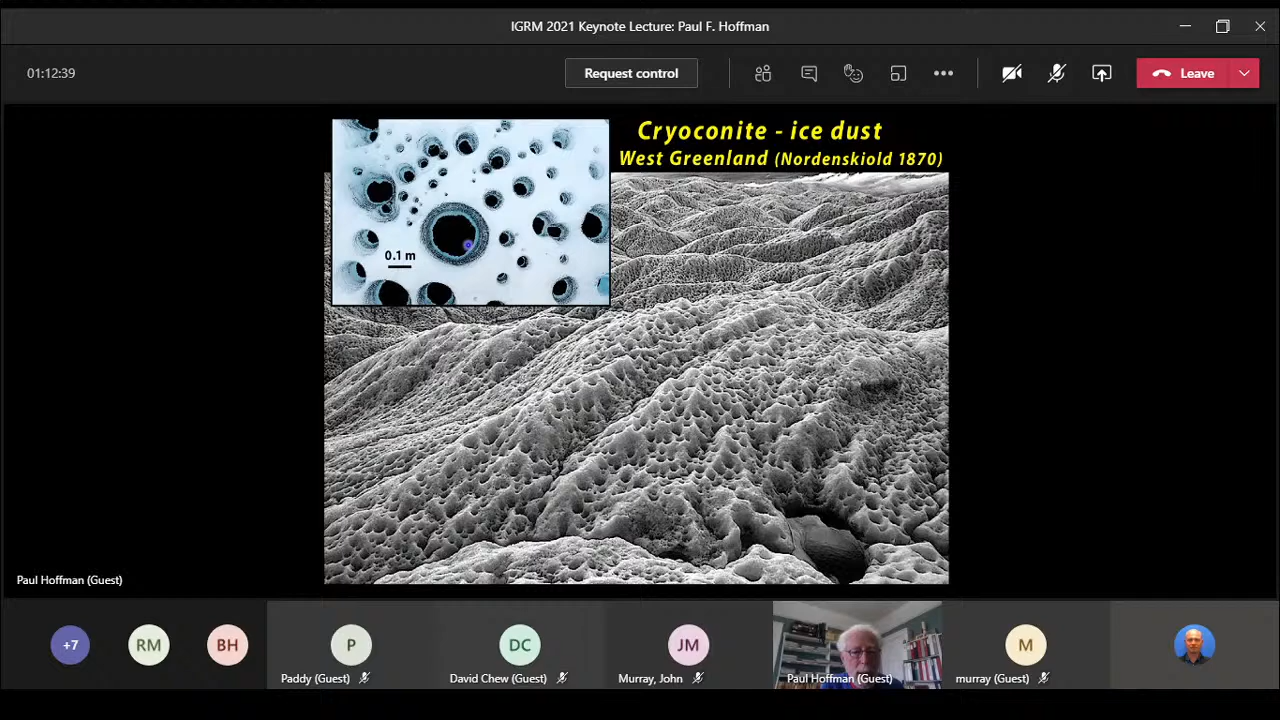 IGRM 2021 Keynote Lecture: Paul F. Hoffman
01:12:39
Request control
Leave
Cryoconite - ice dust
West Greenland (Nordenskiold 1870)
0.1 m
Paul Hoffman (Guest)
+7
RM
BH
P
Paddy (Guest)
DC
David Chew (Guest)
JM
Murray, John
Paul Hoffman (Guest)
M
murray (Guest)